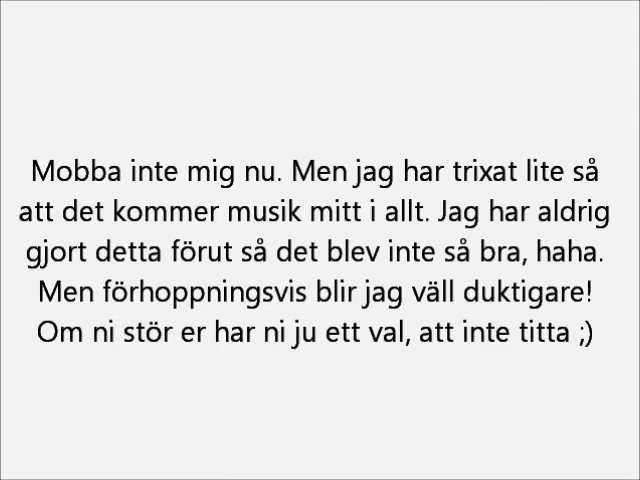 Mobba inte mig nu. Men jag har trixat lite så
att det kommer musik mitt i allt. Jag har aldrig
gjort detta förut så det blev inte så bra, haha.
Men förhoppningsvis blir jag väll duktigare!
Om ni stör er har ni ju ett val, att inte titta ;)